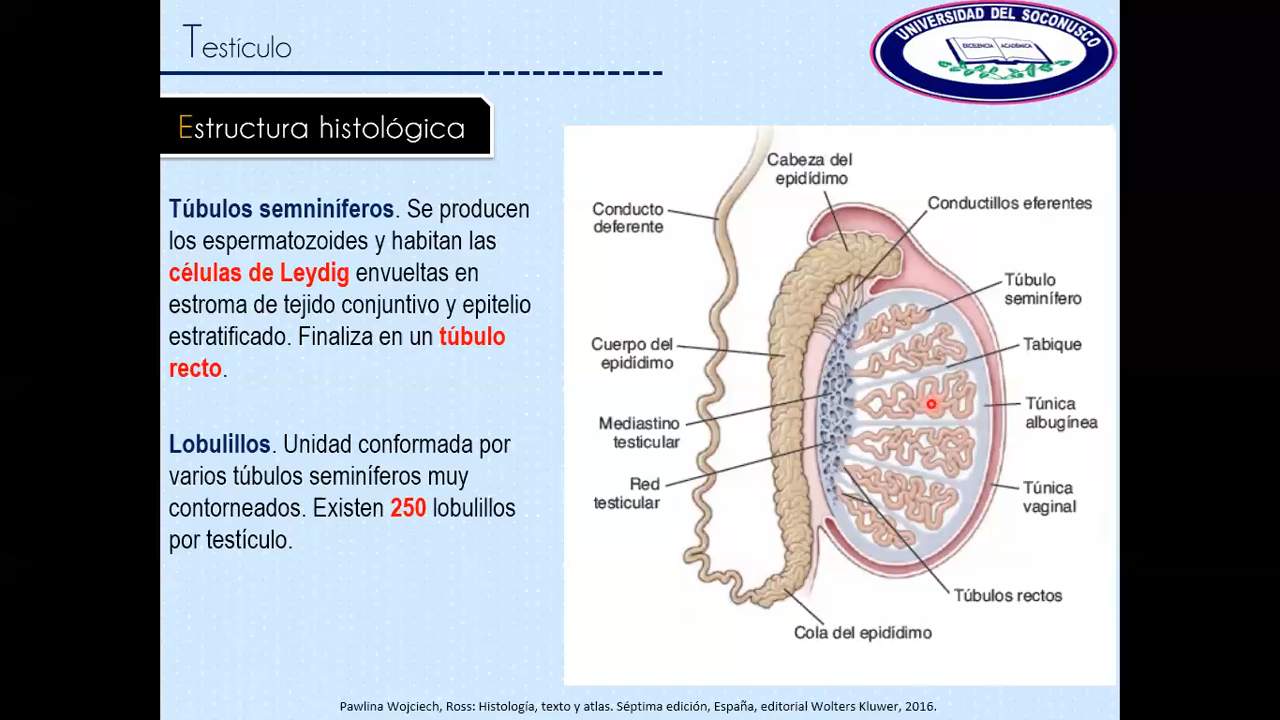 Testículo
UNIVERSIDAD DEL SOCONUSCO
EXCELENCIA ACADÉMICA
Estructura histológica
Túbulos semniníferos. Se producen
los espermatozoides y habitan las
células de Leydig envueltas en
estroma de tejido conjuntivo y epitelio
estratificado. Finaliza en un túbulo
recto.
Lobulillos. Unidad conformada por
varios túbulos seminíferos muy
contorneados. Existen 250 lobulillos
por testículo.
Cabeza del
epidídimo
Conducto
deferente
Conductillos eferentes
Túbulo
seminífero
Cuerpo del
epidídimo
Tabique
Túnica
albugínea
Mediastino
testicular
Red
testicular
Túnica
vaginal
Túbulos rectos
Cola del epidídimo
Pawlina Wojciech, Ross: Histología, texto y atlas. Séptima edición, España, editorial Wolters Kluwer, 2016.